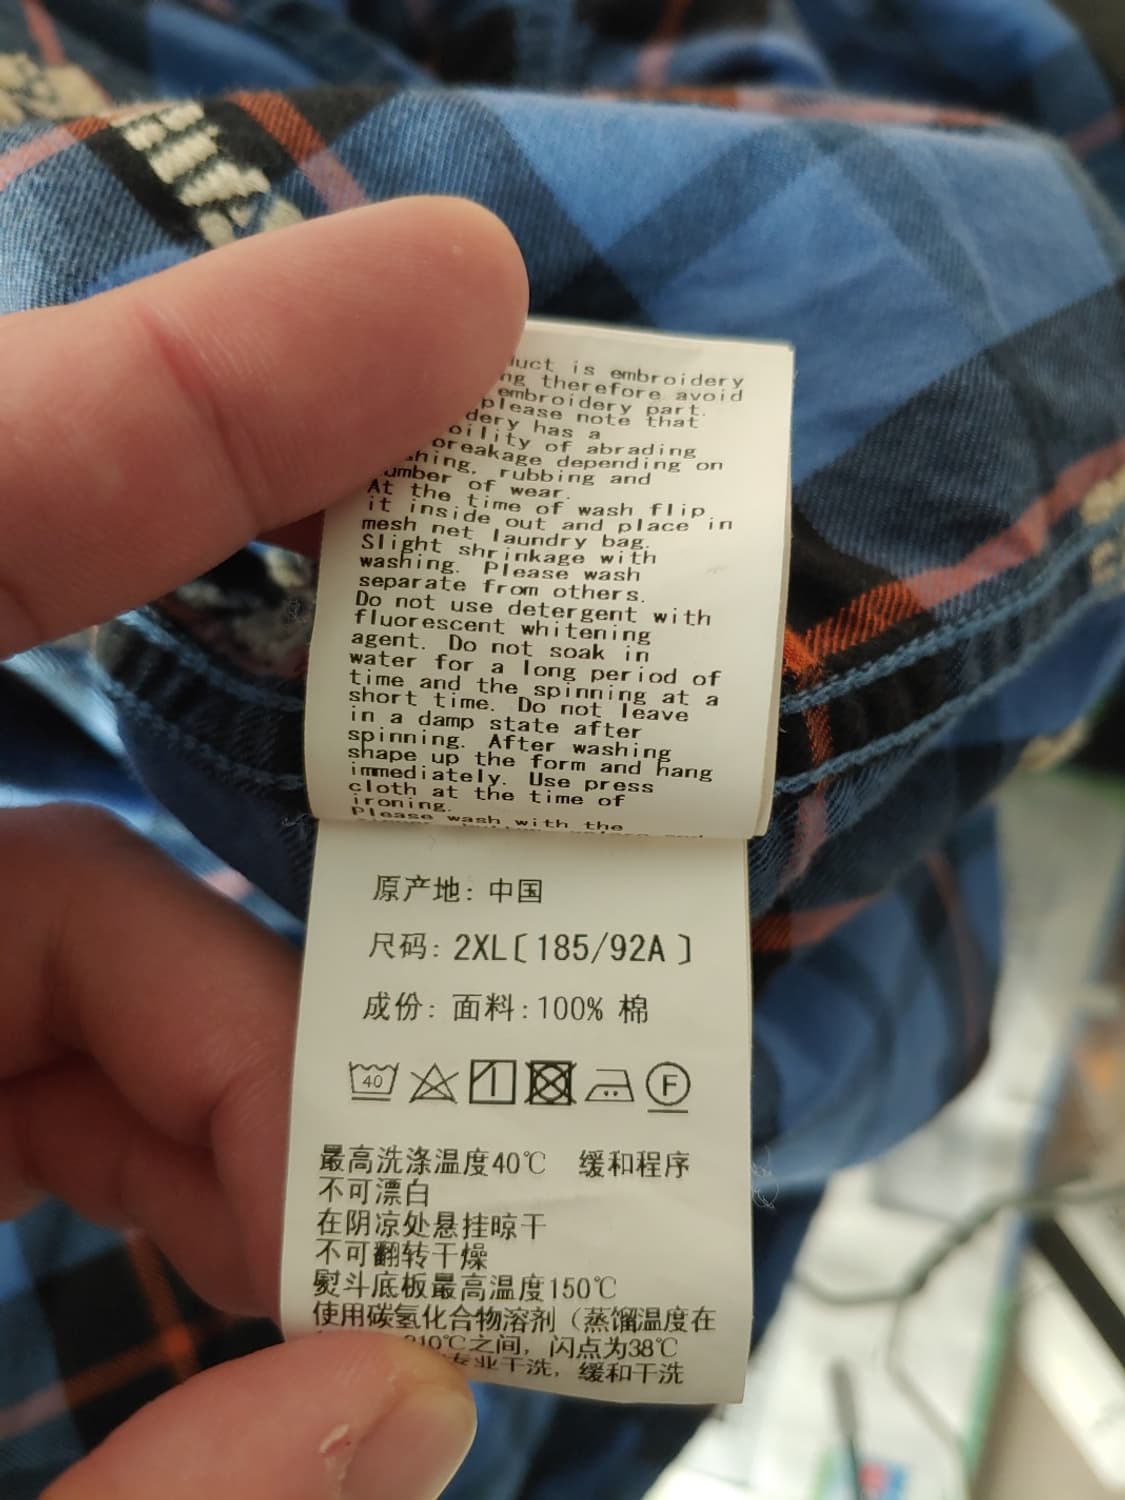 is embroidery
therefore avoid
embroidery part.
please note that
has a
of abrading
breakage depending on
rubbing and
number of wear.
At the time of wash flip
it inside out and place in
mesh net laundry bag.
Slight shrinkage with
washing. Please wash
separate from others.
Do not use detergent with
fluorescent whitening
agent. Do not soak in
water for a long period of
time and the spinning at a
short time. Do not leave
in a damp state after
spinning. After washing
shape up the form and hang
immediately. Use press
cloth at the time of
ironing.
Please wash with the
原产地: 中国
尺码: 2XL〔185/92A〕
成份: 面料:100% 棉
40 F
最高洗涤温度40℃ 缓和程序
不可漂白
在阴凉处悬挂晾干
不可翻转干燥
熨斗底板最高温度150℃
使用碳氢化合物溶剂（蒸馏温度在
210℃之间，闪点为38℃
专业干洗，缓和干洗